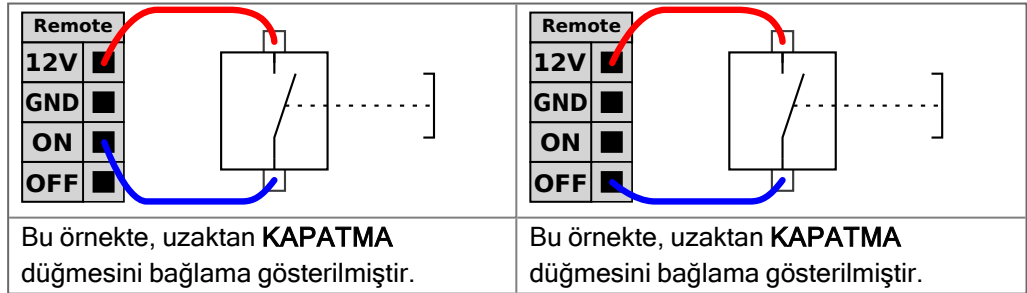 Remote
12V
GND
ON
OFF
Bu örnekte, uzaktan KAPATMA
düğmesini bağlama gösterilmiştir.
Remote
12V
GND
ON
OFF
Bu örnekte, uzaktan KAPATMA
düğmesini bağlama gösterilmiştir.